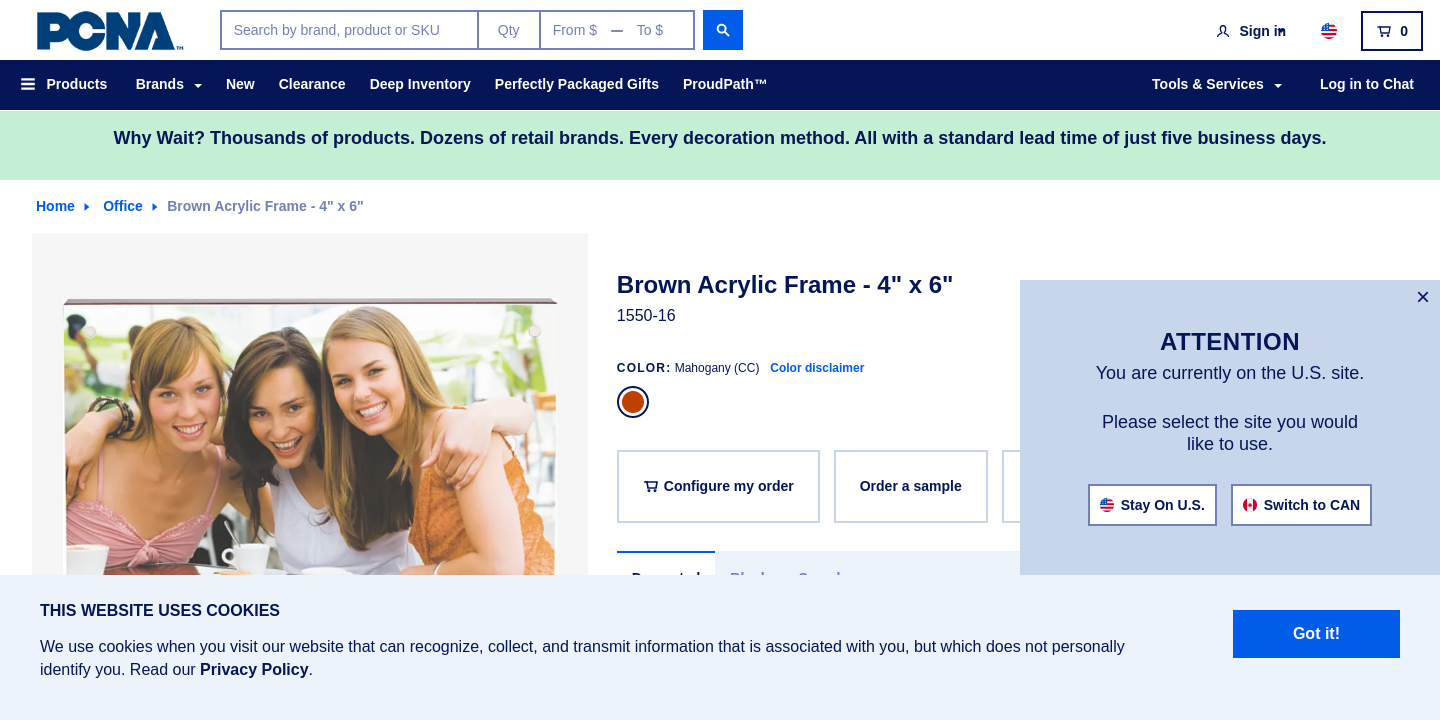 PCNA™
Search by brand, product or SKU
Qty
From $ — To $
Sign in
0
Products
Brands
New
Clearance
Deep Inventory
Perfectly Packaged Gifts
ProudPath™
Tools & Services
Log in to Chat
Why Wait? Thousands of products. Dozens of retail brands. Every decoration method. All with a standard lead time of just five business days.
Home
Office
Brown Acrylic Frame - 4" x 6"
Brown Acrylic Frame - 4" x 6"
1550-16
COLOR: Mahogany (CC) Color disclaimer
Configure my order
Order a sample
×
ATTENTION
You are currently on the U.S. site.
Please select the site you would
like to use.
Stay On U.S.
Switch to CAN
THIS WEBSITE USES COOKIES
We use cookies when you visit our website that can recognize, collect, and transmit information that is associated with you, but which does not personally
identify you. Read our Privacy Policy.
Got it!